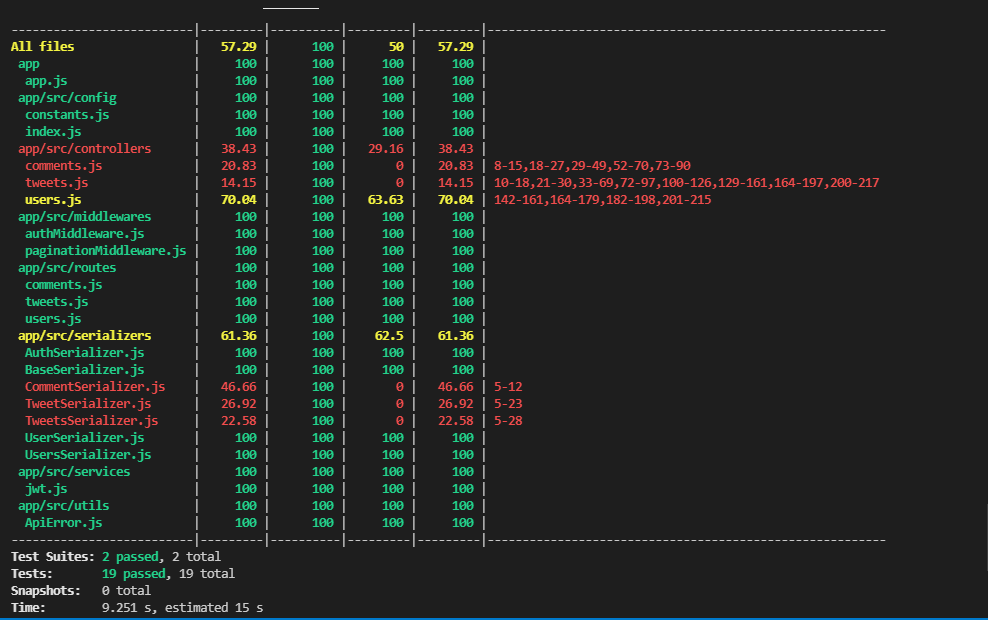 ---------------------------|---------|----------|---------|---------|---------------------------------------------------------
All files                  |   57.29 |      100 |      50 |   57.29 |
 app                       |     100 |      100 |     100 |     100 |
  app.js                   |     100 |      100 |     100 |     100 |
 app/src/config            |     100 |      100 |     100 |     100 |
  constants.js             |     100 |      100 |     100 |     100 |
  index.js                 |     100 |      100 |     100 |     100 |
 app/src/controllers       |   38.43 |      100 |   29.16 |   38.43 |
  comments.js              |   20.83 |      100 |       0 |   20.83 | 8-15,18-27,29-49,52-70,73-90
  tweets.js                |   14.15 |      100 |       0 |   14.15 | 10-18,21-30,33-69,72-97,100-126,129-161,164-197,200-217
  users.js                 |   70.04 |      100 |   63.63 |   70.04 | 142-161,164-179,182-198,201-215
 app/src/middlewares       |     100 |      100 |     100 |     100 |
  authMiddleware.js        |     100 |      100 |     100 |     100 |
  paginationMiddleware.js  |     100 |      100 |     100 |     100 |
 app/src/routes            |     100 |      100 |     100 |     100 |
  comments.js              |     100 |      100 |     100 |     100 |
  tweets.js                |     100 |      100 |     100 |     100 |
  users.js                 |     100 |      100 |     100 |     100 |
 app/src/serializers       |   61.36 |      100 |    62.5 |   61.36 |
  AuthSerializer.js        |     100 |      100 |     100 |     100 |
  BaseSerializer.js        |     100 |      100 |     100 |     100 |
  CommentSerializer.js     |   46.66 |      100 |       0 |   46.66 | 5-12
  TweetSerializer.js       |   26.92 |      100 |       0 |   26.92 | 5-23
  TweetsSerializer.js      |   22.58 |      100 |       0 |   22.58 | 5-28
  UserSerializer.js        |     100 |      100 |     100 |     100 |
  UsersSerializer.js       |     100 |      100 |     100 |     100 |
 app/src/services          |     100 |      100 |     100 |     100 |
  jwt.js                   |     100 |      100 |     100 |     100 |
 app/src/utils             |     100 |      100 |     100 |     100 |
  ApiError.js              |     100 |      100 |     100 |     100 |
---------------------------|---------|----------|---------|---------|---------------------------------------------------------
Test Suites: 2 passed, 2 total
Tests:       19 passed, 19 total
Snapshots:   0 total
Time:        9.251 s, estimated 15 s